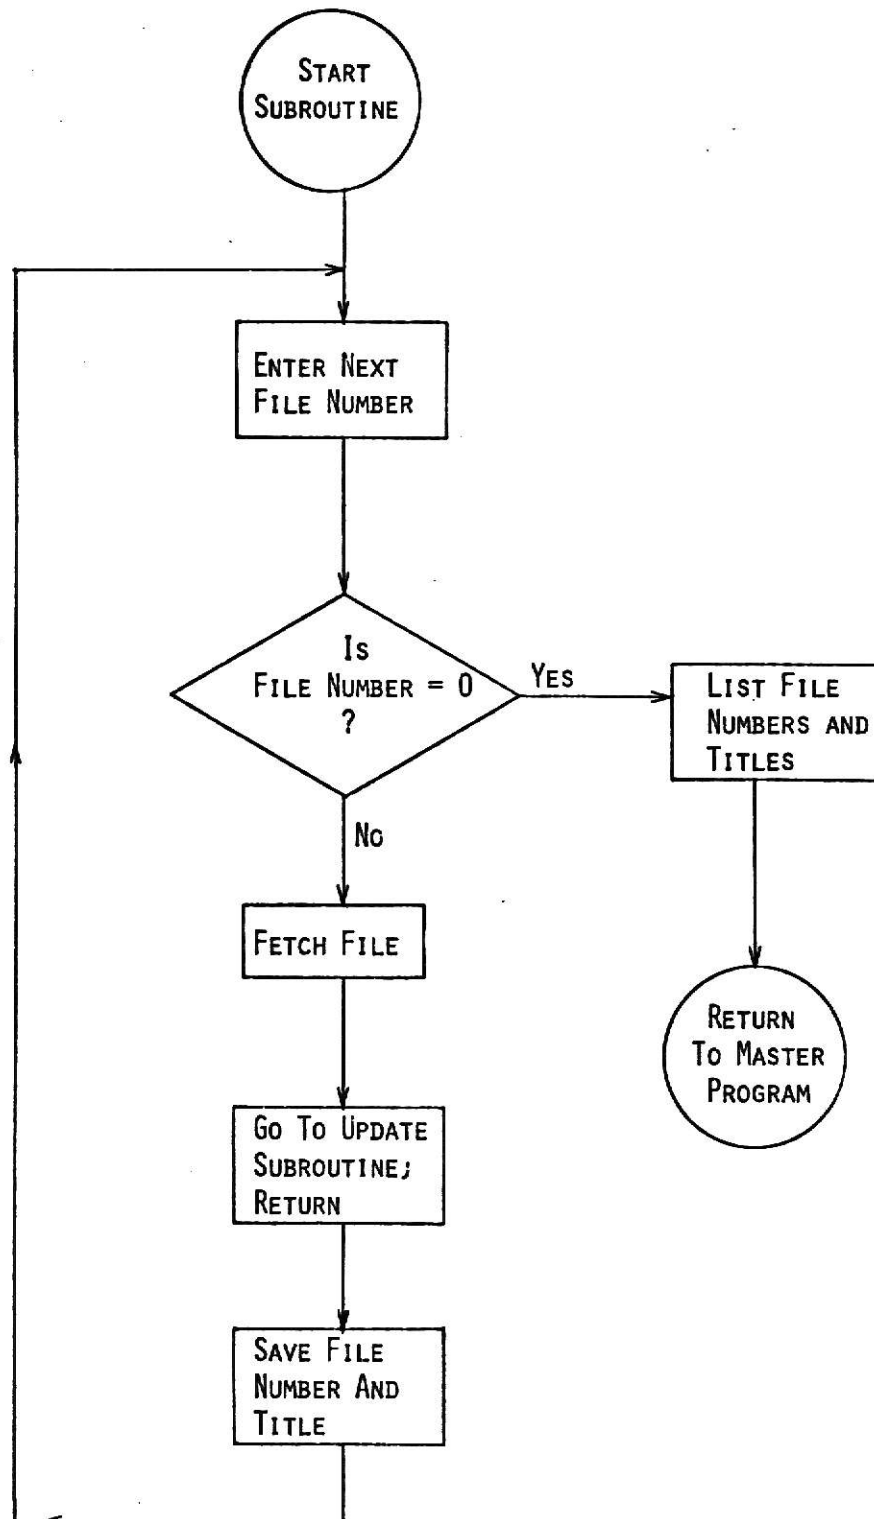 START
SUBROUTINE
ENTER NEXT
FILE NUMBER
IS
FILE NUMBER = 0
?
YES
LIST FILE
NUMBERS AND
TITLES
NO
FETCH FILE
RETURN
TO MASTER
PROGRAM
GO TO UPDATE
SUBROUTINE;
RETURN
SAVE FILE
NUMBER AND
TITLE